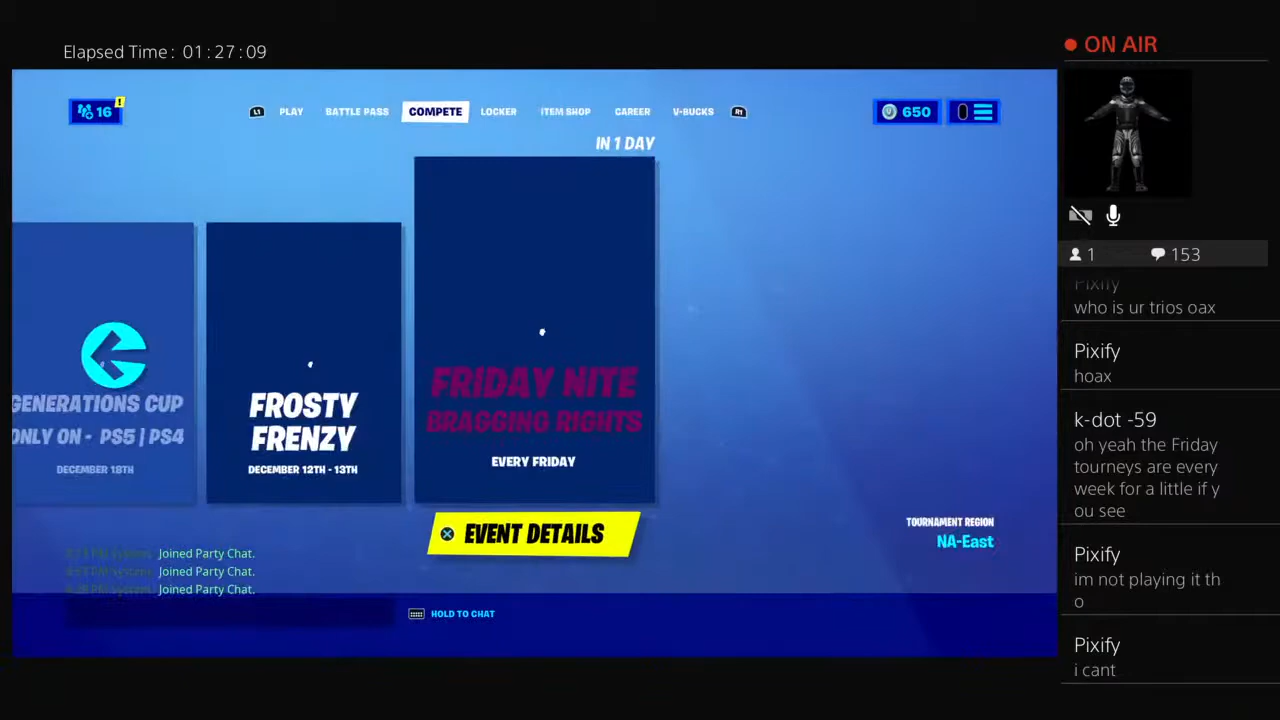 Elapsed Time: 01:27:09
ON AIR
16
!
L1
PLAY
BATTLE PASS
COMPETE
LOCKER
ITEM SHOP
CAREER
V-BUCKS
R1
650
0
IN 1 DAY
GENERATIONS CUP
ONLY ON - PS5 | PS4
DECEMBER 18TH
FROSTY
FRENZY
DECEMBER 12TH - 13TH
FRIDAY NITE
BRAGGING RIGHTS
EVERY FRIDAY
EVENT DETAILS
TOURNAMENT REGION
NA-East
Joined Party Chat.
Joined Party Chat.
Joined Party Chat.
HOLD TO CHAT
1
153
Pixify
who is ur trios oax
Pixify
hoax
k-dot -59
oh yeah the Friday
tourneys are every
week for a little if y
ou see
Pixify
im not playing it th
o
Pixify
i cant